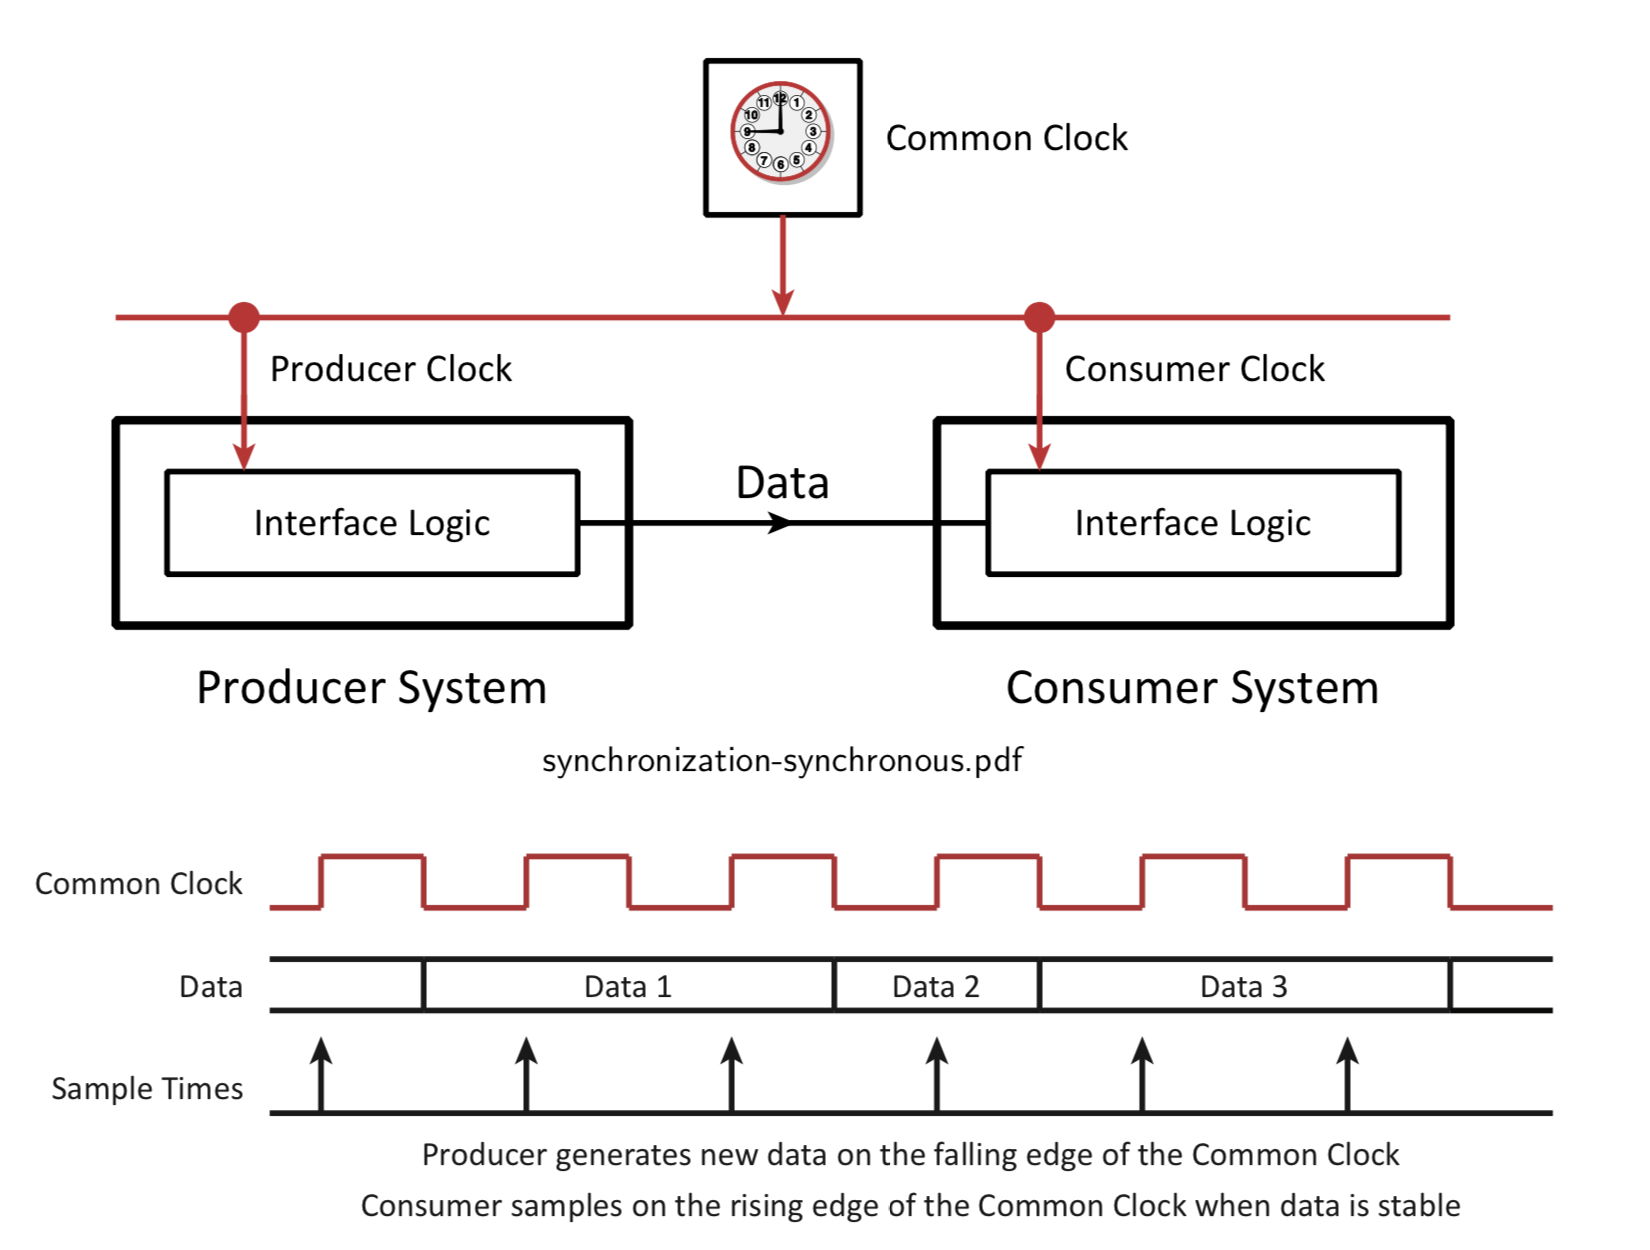 12
11
1
10
2
9
3
8
4
7
5
6
Common Clock
Producer Clock
Consumer Clock
Data
Interface Logic
Interface Logic
Producer System
Consumer System
synchronization-synchronous.pdf
Common Clock
Data
Data 1
Data 2
Data 3
Sample Times
Producer generates new data on the falling edge of the Common Clock
Consumer samples on the rising edge of the Common Clock when data is stable